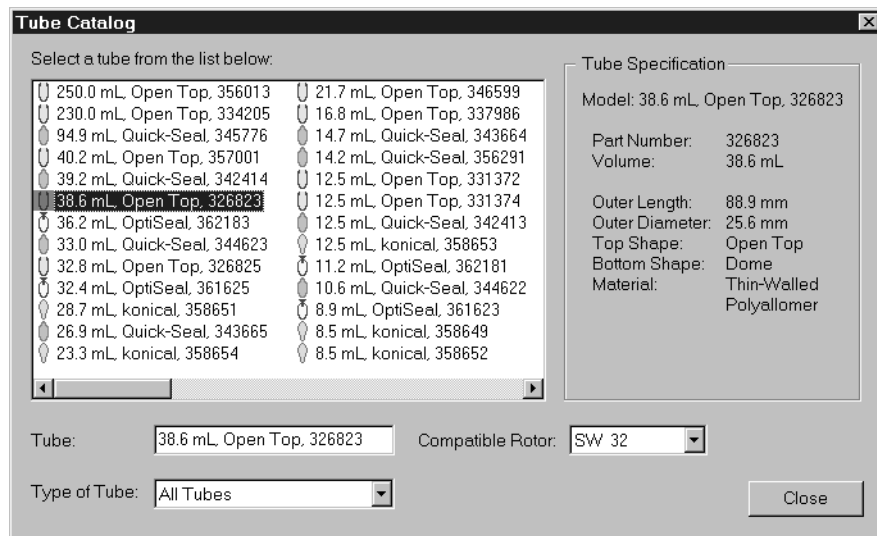 Tube Catalog
Select a tube from the list below:
250.0 mL, Open Top, 356013
230.0 mL, Open Top, 334205
94.9 mL, Quick-Seal, 345776
40.2 mL, Open Top, 357001
39.2 mL, Quick-Seal, 342414
38.6 mL, Open Top, 326823
36.2 mL, OptiSeal, 362183
33.0 mL, Quick-Seal, 344623
32.8 mL, Open Top, 326825
32.4 mL, OptiSeal, 361625
28.7 mL, konical, 358651
26.9 mL, Quick-Seal, 343665
23.3 mL, konical, 358654
21.7 mL, Open Top, 346599
16.8 mL, Open Top, 337986
14.7 mL, Quick-Seal, 343664
14.2 mL, Quick-Seal, 356291
12.5 mL, Open Top, 331372
12.5 mL, Open Top, 331374
12.5 mL, Quick-Seal, 342413
12.5 mL, konical, 358653
11.2 mL, OptiSeal, 362181
10.6 mL, Quick-Seal, 344622
8.9 mL, OptiSeal, 361623
8.5 mL, konical, 358649
8.5 mL, konical, 358652
Tube Specification
Model: 38.6 mL, Open Top, 326823
Part Number: 326823
Volume: 38.6 mL
Outer Length: 88.9 mm
Outer Diameter: 25.6 mm
Top Shape: Open Top
Bottom Shape: Dome
Material: Thin-Walled
Polyallomer
Tube: 38.6 mL, Open Top, 326823
Compatible Rotor: SW 32
Type of Tube: All Tubes
Close